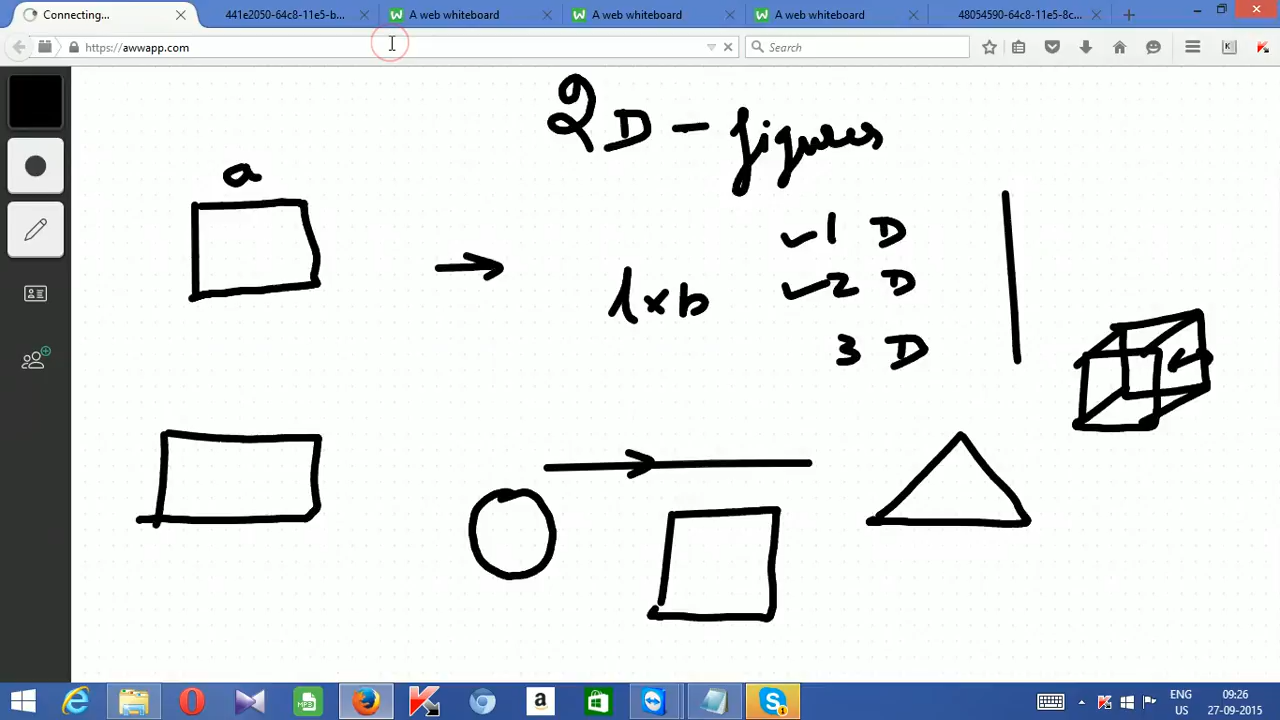 Connecting...
441e2050-64c8-11e5-b...
A web whiteboard
A web whiteboard
A web whiteboard
48054590-64c8-11e5-8c...
https://awwapp.com
Search
2D - figures
a
1 D
l x b
2 D
3 D
MP3
ENG
US
09:26
27-09-2015